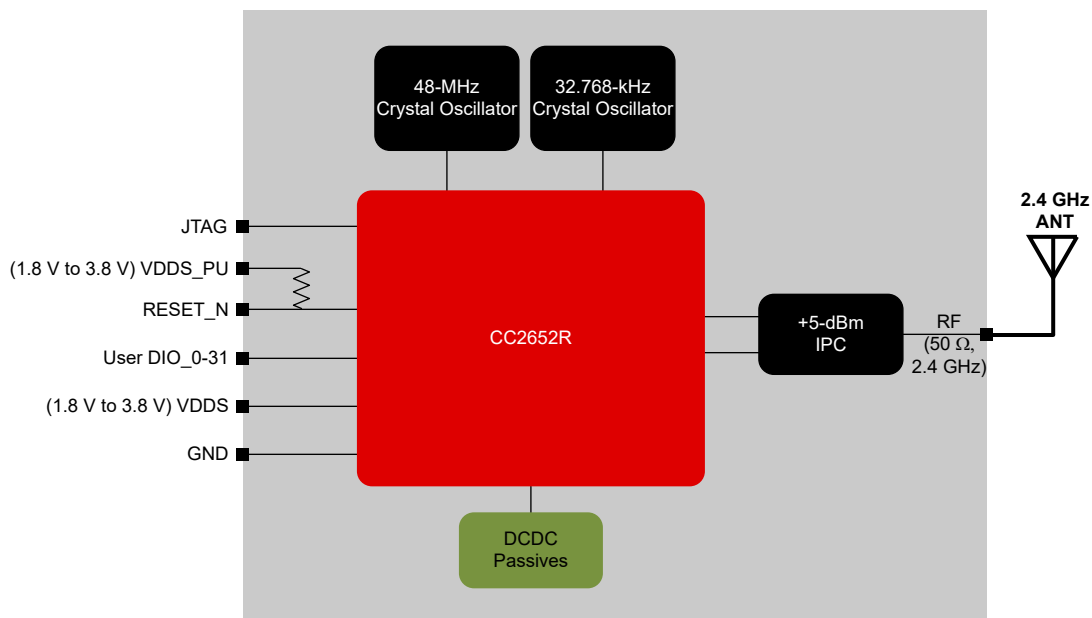 48-MHz
Crystal Oscillator
32.768-kHz
Crystal Oscillator
JTAG
(1.8 V to 3.8 V) VDDS_PU
RESET_N
User DIO_0-31
(1.8 V to 3.8 V) VDDS
GND
CC2652R
+5-dBm
IPC
RF
(50 Ω,
2.4 GHz)
2.4 GHz
ANT
DCDC
Passives